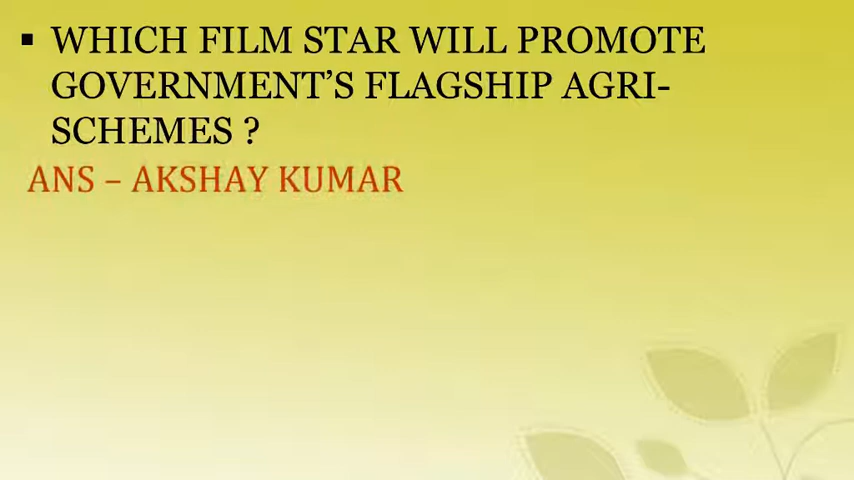 ▪ WHICH FILM STAR WILL PROMOTE
GOVERNMENT’S FLAGSHIP AGRI-
SCHEMES ?
ANS – AKSHAY KUMAR